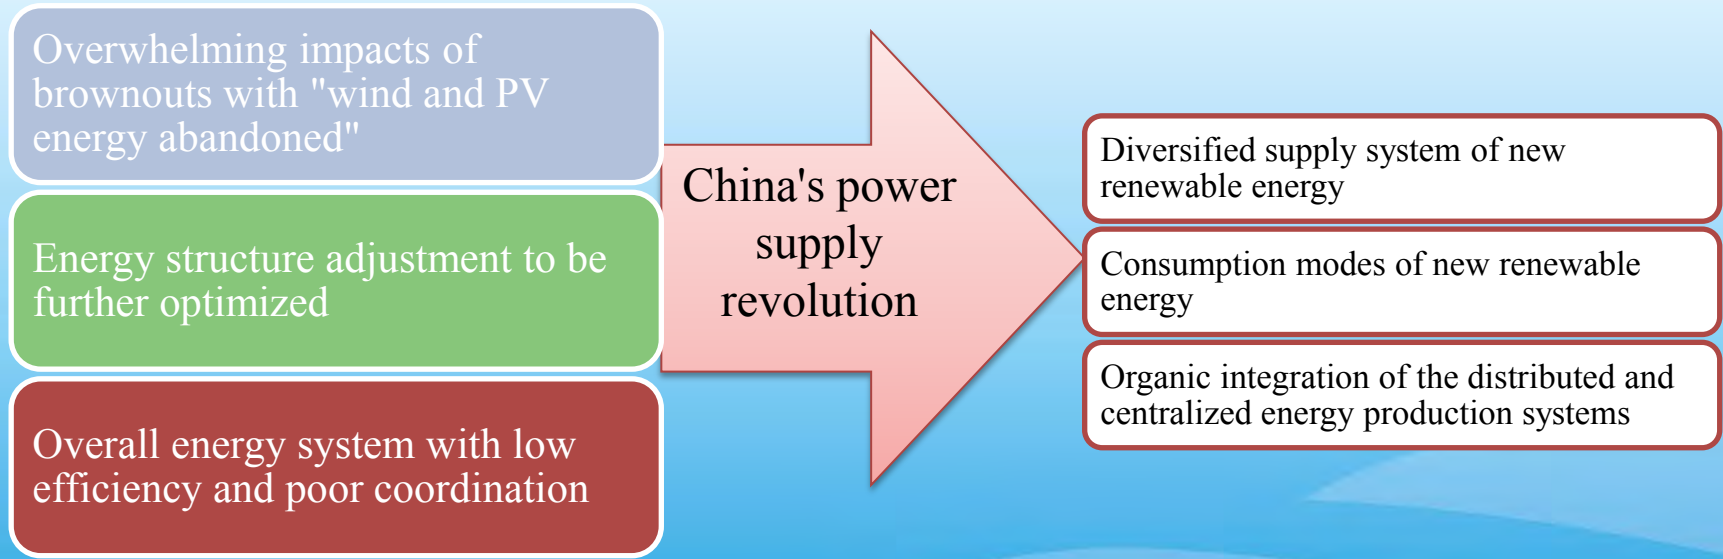 Overwhelming impacts of
brownouts with "wind and PV
energy abandoned"
Energy structure adjustment to be
further optimized
Overall energy system with low
efficiency and poor coordination
China's power
supply
revolution
Diversified supply system of new
renewable energy
Consumption modes of new renewable
energy
Organic integration of the distributed and
centralized energy production systems